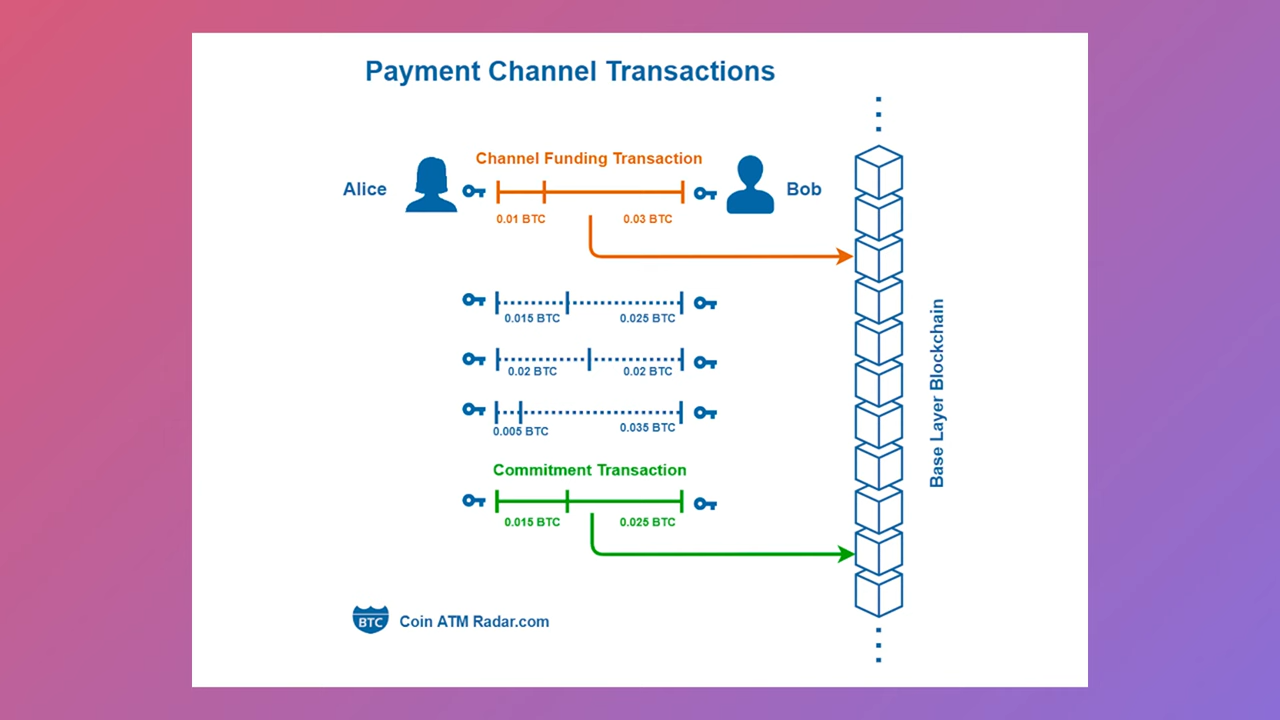 Payment Channel Transactions
Channel Funding Transaction
Alice
Bob
0.01 BTC
0.03 BTC
0.015 BTC
0.025 BTC
0.02 BTC
0.02 BTC
0.005 BTC
0.035 BTC
Commitment Transaction
0.015 BTC
0.025 BTC
Base Layer Blockchain
BTC
Coin ATM Radar.com